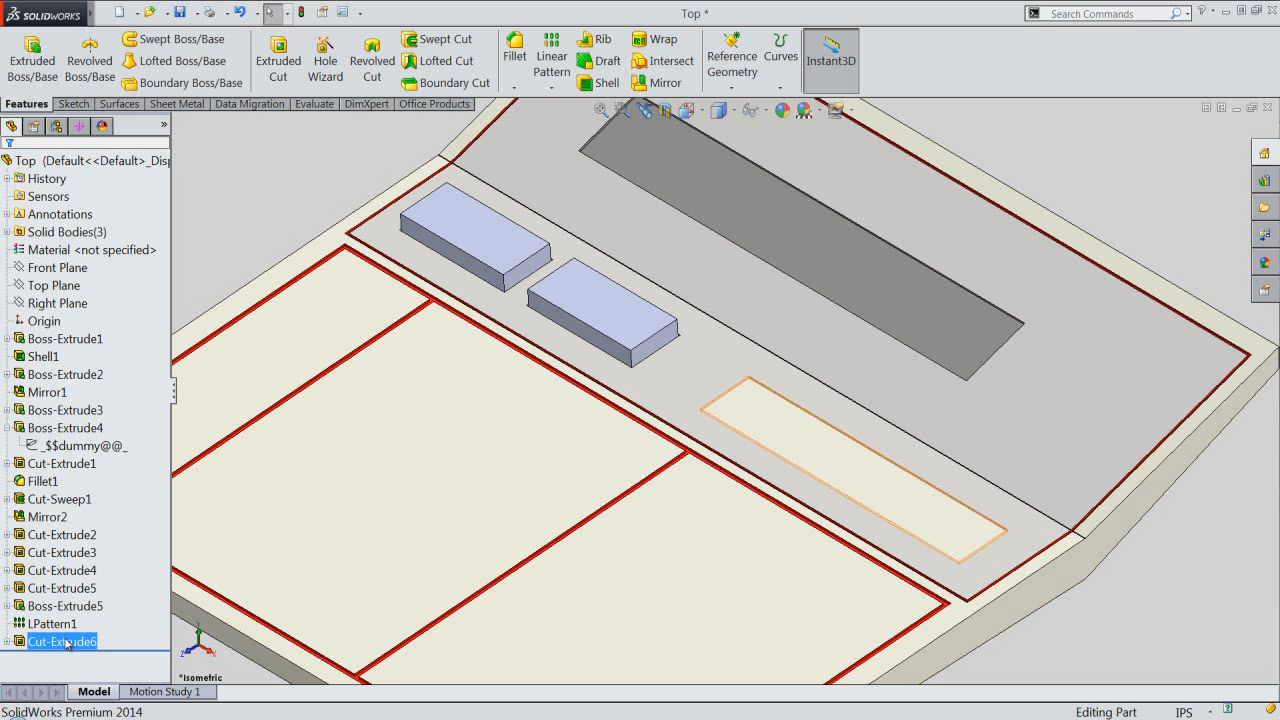 SOLIDWORKS
Top *
Search Commands
Extruded Boss/Base
Revolved Boss/Base
Swept Boss/Base
Lofted Boss/Base
Boundary Boss/Base
Extruded Cut
Hole Wizard
Revolved Cut
Swept Cut
Lofted Cut
Boundary Cut
Fillet
Linear Pattern
Rib
Draft
Shell
Wrap
Intersect
Mirror
Reference Geometry
Curves
Instant3D
Features
Sketch
Surfaces
Sheet Metal
Data Migration
Evaluate
DimXpert
Office Products
Top (Default<<Default>_Disp
History
Sensors
Annotations
Solid Bodies(3)
Material <not specified>
Front Plane
Top Plane
Right Plane
Origin
Boss-Extrude1
Shell1
Boss-Extrude2
Mirror1
Boss-Extrude3
Boss-Extrude4
_$$dummy@@_
Cut-Extrude1
Fillet1
Cut-Sweep1
Mirror2
Cut-Extrude2
Cut-Extrude3
Cut-Extrude4
Cut-Extrude5
Boss-Extrude5
LPattern1
Cut-Extrude6
*Isometric
Model
Motion Study 1
SolidWorks Premium 2014
Editing Part
IPS